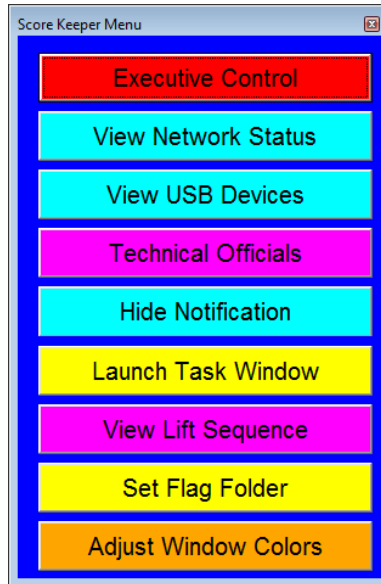 Score Keeper Menu
Executive Control
View Network Status
View USB Devices
Technical Officials
Hide Notification
Launch Task Window
View Lift Sequence
Set Flag Folder
Adjust Window Colors